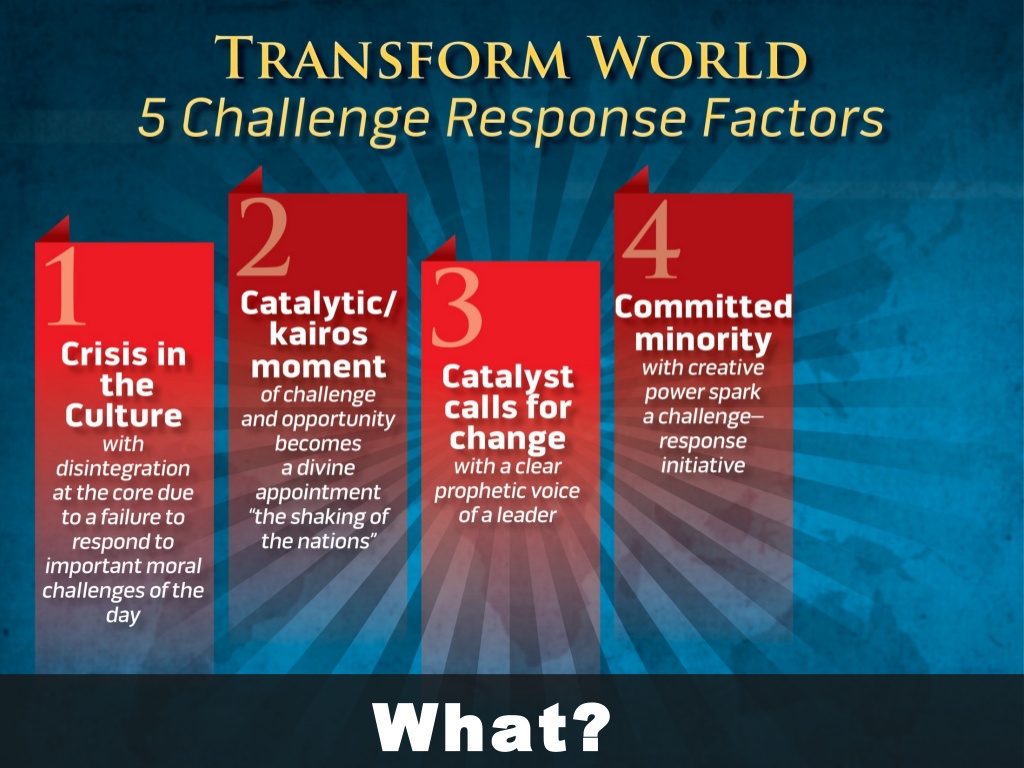 TRANSFORM WORLD
5 Challenge Response Factors
1
Crisis in
the
Culture
with
disintegration
at the core due
to a failure to
respond to
important moral
challenges of the
day
2
Catalytic/
kairos
moment
of challenge
and opportunity
becomes
a divine
appointment
“the shaking of
the nations”
3
Catalyst
calls for
change
with a clear
prophetic voice
of a leader
4
Committed
minority
with creative
power spark
a challenge–
response
initiative
What?